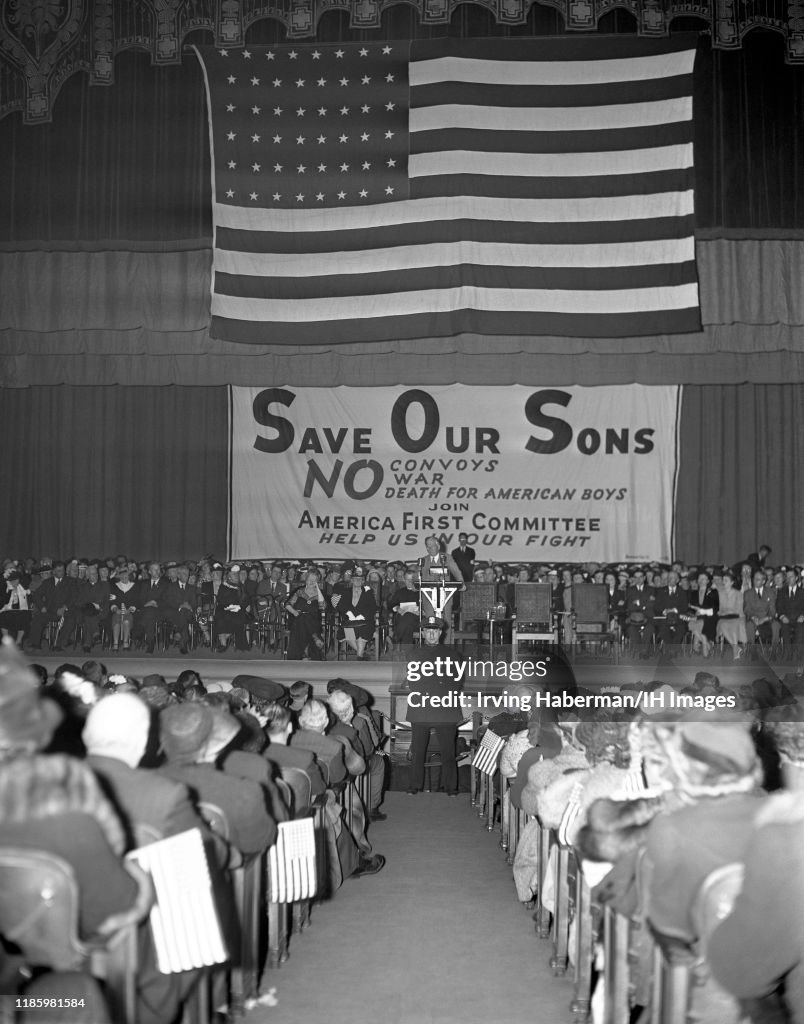 SAVE OUR SONS
NO CONVOYS
WAR
DEATH FOR AMERICAN BOYS
JOIN
AMERICA FIRST COMMITTEE
HELP US IN OUR FIGHT
gettyimages®
Credit: Irving Haberman/IH Images
1185981584